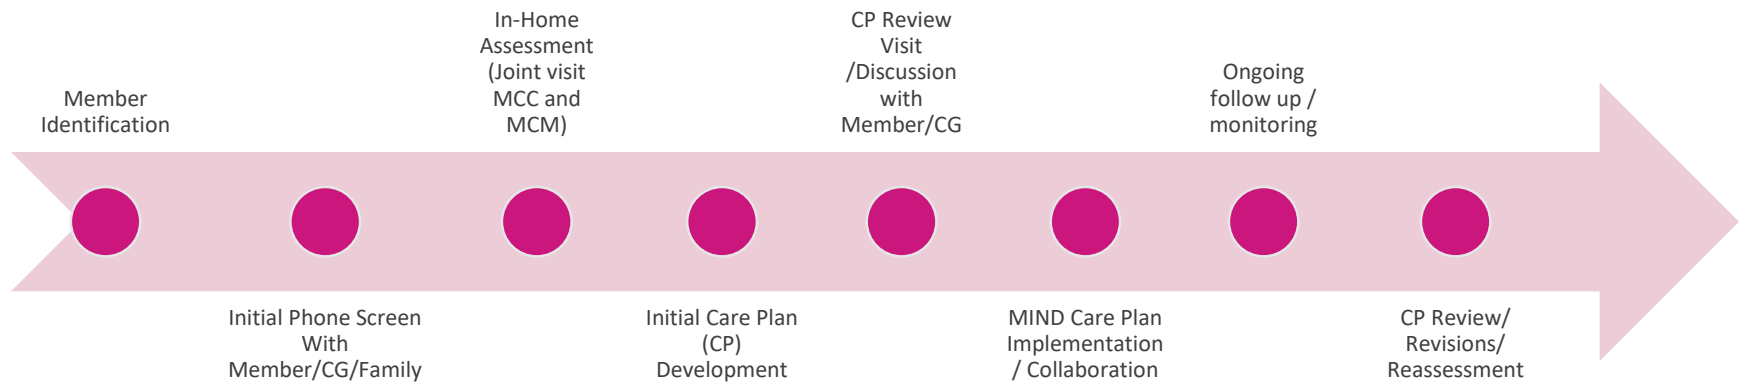 Member
Identification
Initial Phone Screen
With
Member/CG/Family
In-Home
Assessment
(Joint visit
MCC and
MCM)
Initial Care Plan
(CP)
Development
CP Review
Visit
/Discussion
with
Member/CG
MIND Care Plan
Implementation
/ Collaboration
Ongoing
follow up /
monitoring
CP Review/
Revisions/
Reassessment